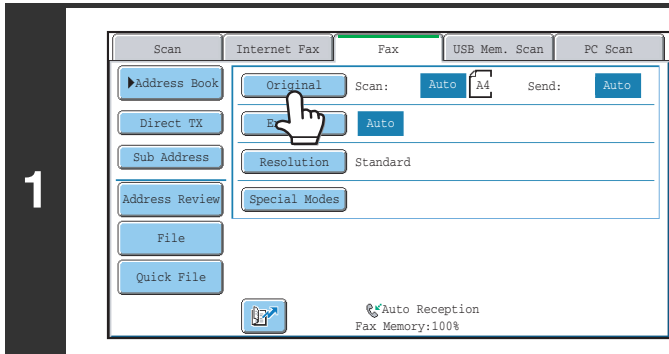 1
Scan Internet Fax Fax USB Mem. Scan PC Scan
Address Book Original Scan: Auto A4 Send: Auto
Direct TX Auto
Sub Address Resolution Standard
Address Review Special Modes
File
Quick File
Auto Reception
Fax Memory:100%